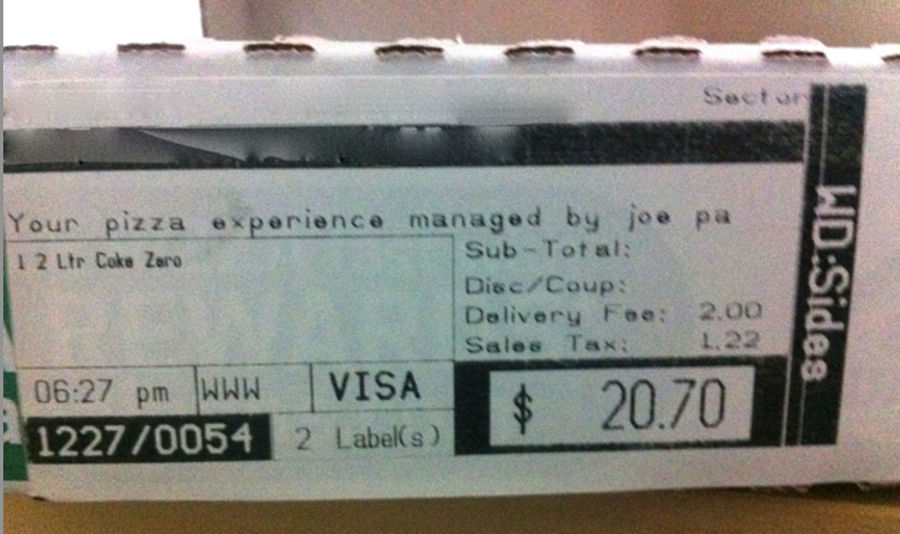 Sector
Your pizza experience managed by joe pa
1 2 Ltr Coke Zero
Sub-Total:
Disc/Coup:
Delivery Fee: 2.00
Sales Tax: 1.22
06:27 pm WWW VISA
$ 20.70
1227/0054 2 Label(s)
WD:Sides